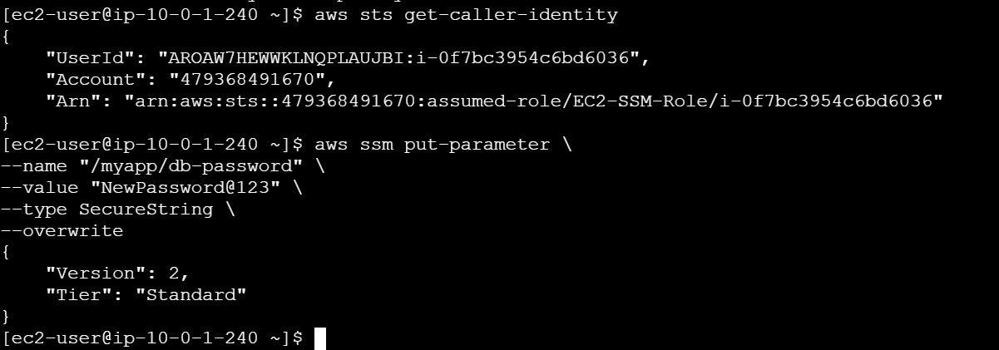 [ec2-user@ip-10-0-1-240 ~]$ aws sts get-caller-identity
{
    "UserId": "AROAW7HEWWKLNQPLAUJBI:i-0f7bc3954c6bd6036",
    "Account": "479368491670",
    "Arn": "arn:aws:sts::479368491670:assumed-role/EC2-SSM-Role/i-0f7bc3954c6bd6036"
}
[ec2-user@ip-10-0-1-240 ~]$ aws ssm put-parameter \
--name "/myapp/db-password" \
--value "NewPassword@123" \
--type SecureString \
--overwrite
{
    "Version": 2,
    "Tier": "Standard"
}
[ec2-user@ip-10-0-1-240 ~]$